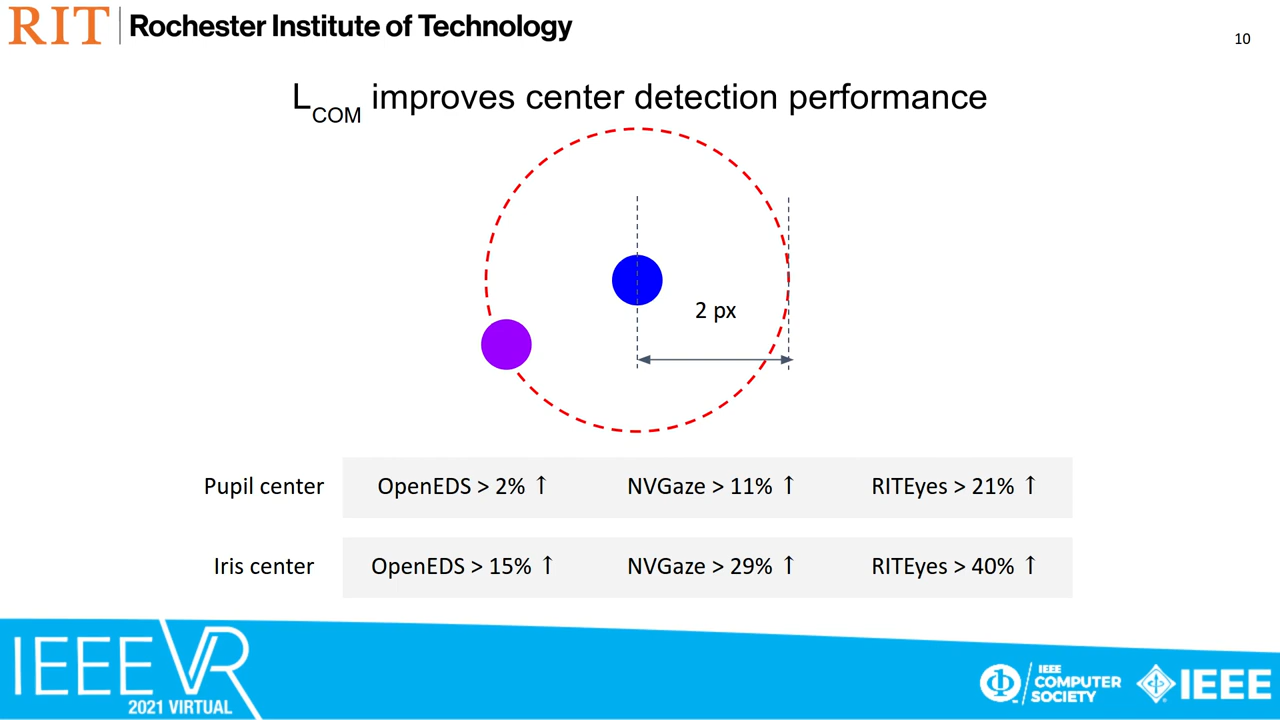 RIT | Rochester Institute of Technology
10
L_COM improves center detection performance
2 px
Pupil center OpenEDS > 2% ↑ NVGaze > 11% ↑ RITEyes > 21% ↑
Iris center OpenEDS > 15% ↑ NVGaze > 29% ↑ RITEyes > 40% ↑
IEEE VR
2021 VIRTUAL
IEEE
COMPUTER
SOCIETY
IEEE